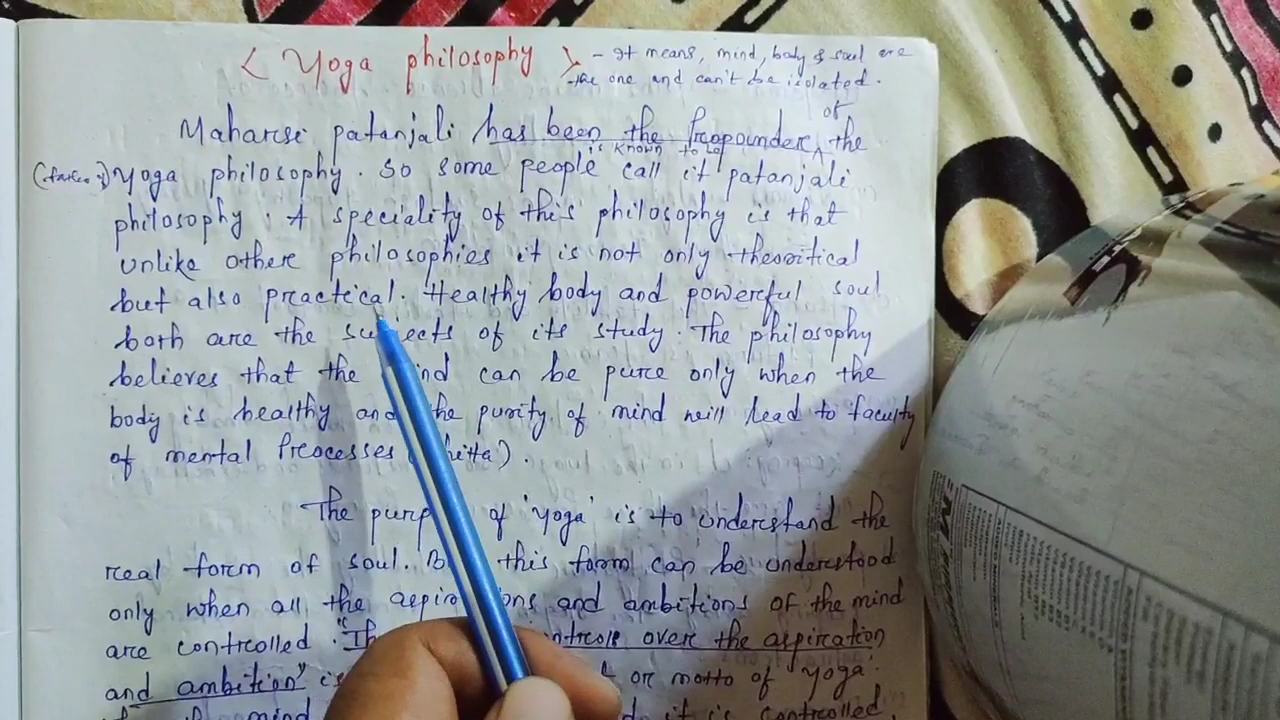 < Yoga philosophy > - It means, mind, body & soul are
the one and can't be isolated.
Maharsi patanjali has been the Propounder of the
is known to be
Yoga philosophy. So some people call it patanjali
philosophy. A speciality of this philosophy is that
unlike other philosophies it is not only theoritical
but also practical. Healthy body and powerful soul
both are the subjects of its study. The philosophy
believes that the mind can be pure only when the
body is healthy and the purity of mind will lead to faculty
of mental Processes (chitta).
The of 'Yoga' is to understand the
real form of soul. this form can be understood
only when all the and ambitions of the mind
are controlled. over the aspiration
and ambition" or motto of 'Yoga'.
mind it is controlled,